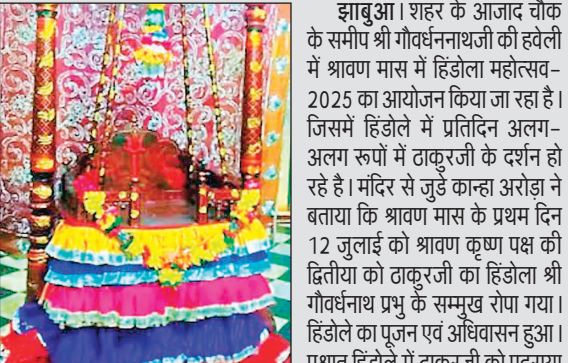 झाबुआ। शहर के आजाद चौक
के समीप श्री गौवर्धननाथजी की हवेली
में श्रावण मास में हिंडोला महोत्सव-
2025 का आयोजन किया जा रहा है।
जिसमें हिंडोले में प्रतिदिन अलग-
अलग रूपों में ठाकुरजी के दर्शन हो
रहे है। मंदिर से जुडे कान्हा अरोड़ा ने
बताया कि श्रावण मास के प्रथम दिन
12 जुलाई को श्रावण कृष्ण पक्ष की
द्वितीया को ठाकुरजी का हिंडोला श्री
गौवर्धनाथ प्रभु के सम्मुख रोपा गया।
हिंडोले का पूजन एवं अधिवासन हुआ।
हिंडोले में ठाकुरजी को